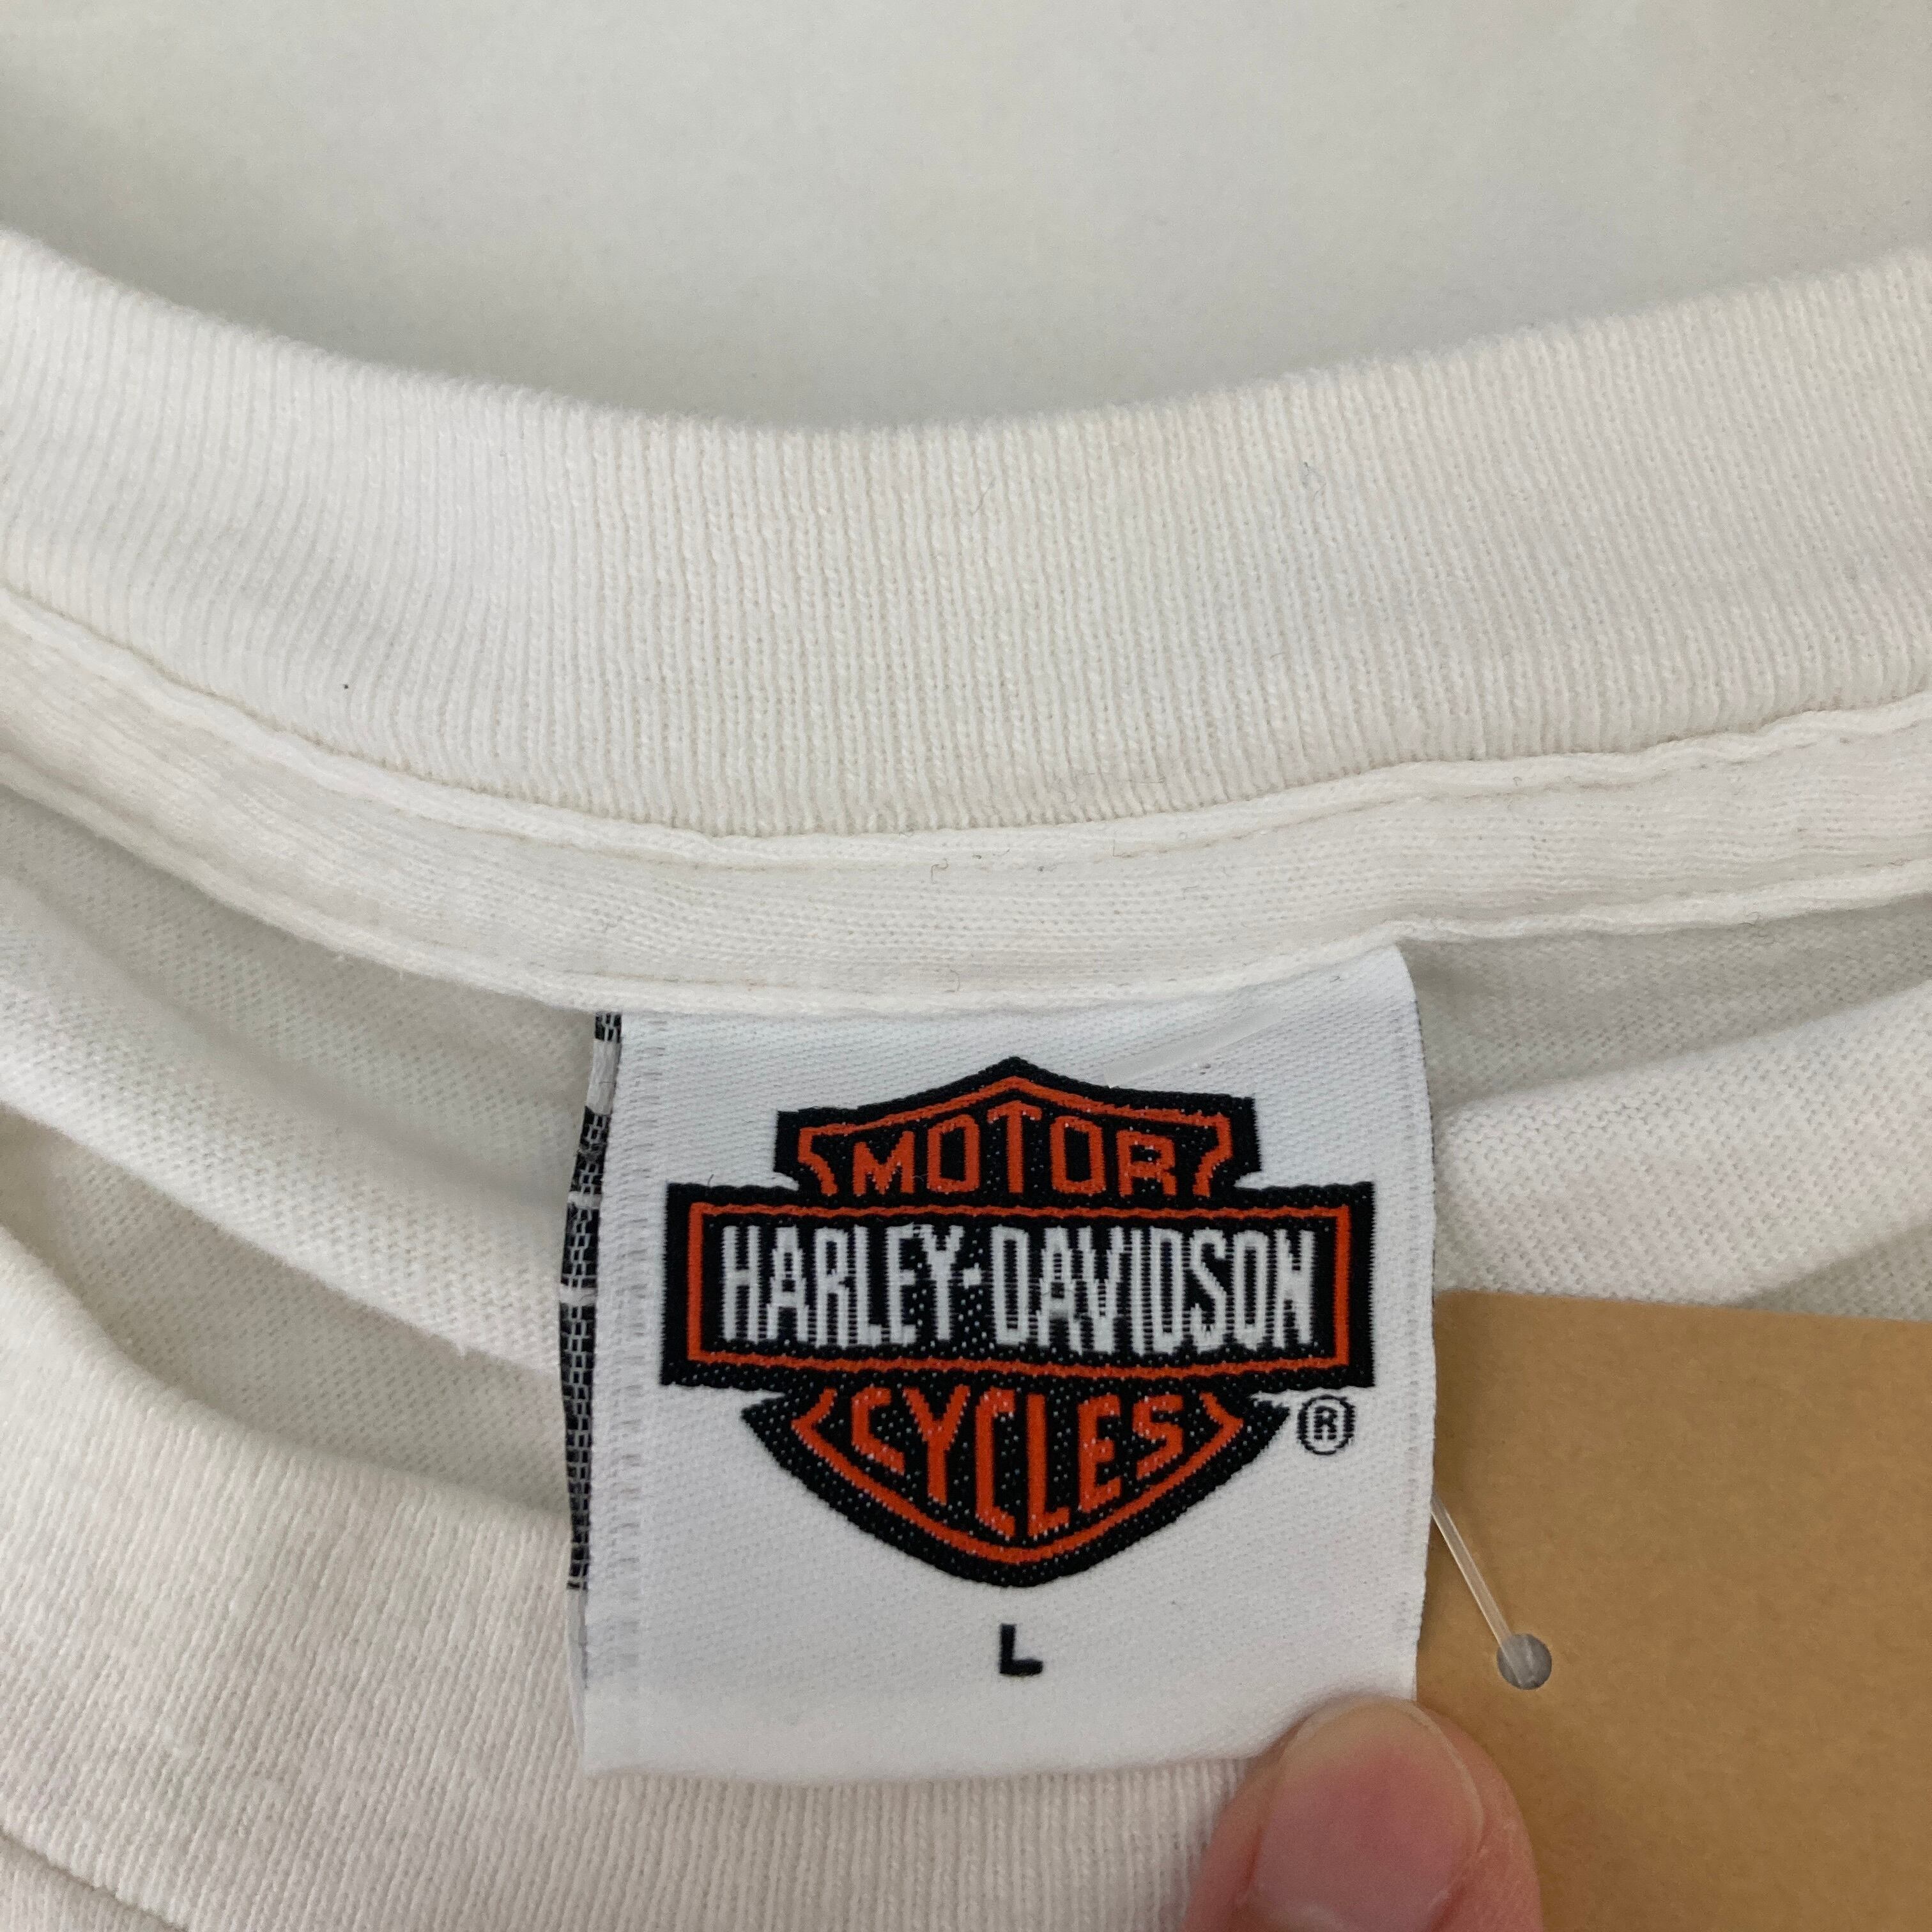 MOTOR
HARLEY-DAVIDSON
CYCLES
®
L